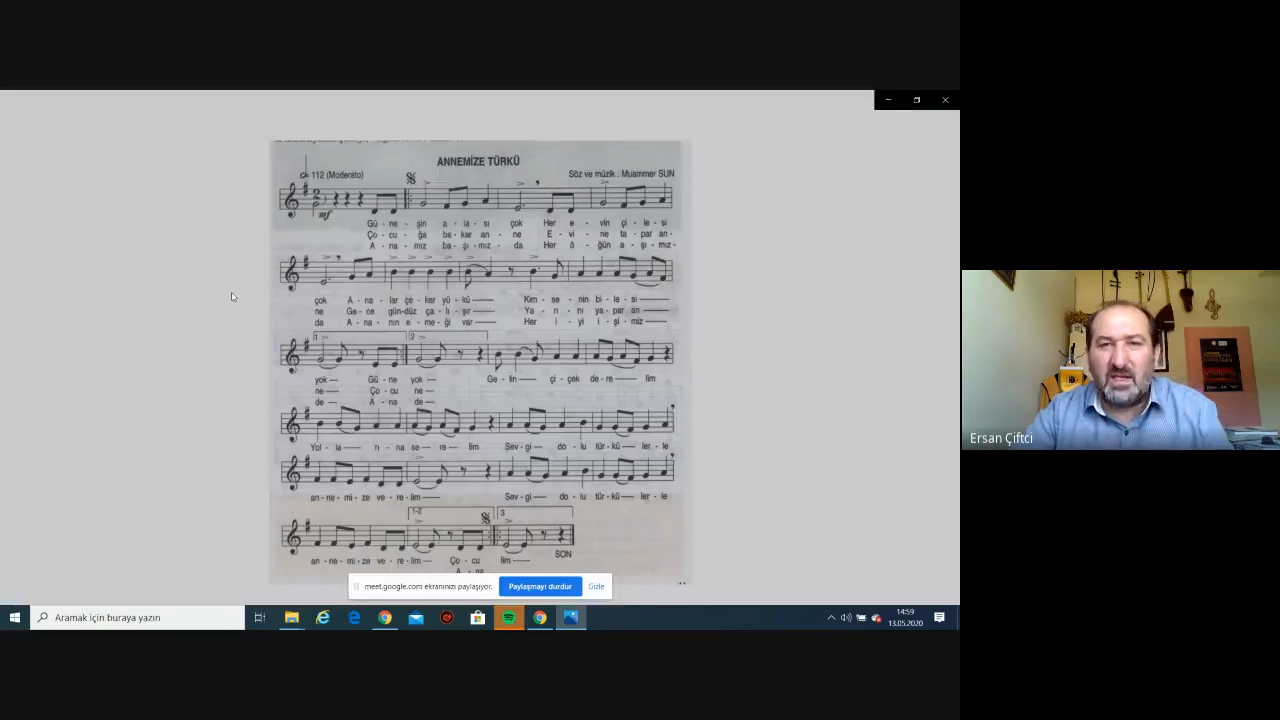 ANNEMİZE TÜRKÜ
112 (Moderato)
Söz ve müzik : Muammer SUN
mf
Gü - ne - şin a - la - sı çok Her e - vin çi - le - si
Ço - cu - ğa ba - kar an - ne E - vi - ne ta - par an -
A - na - mız ba - şı - mız - da Her ö - ğün a - şı - mız -
çok A - na - lar çe - ker yü - kü Kim - se - nin bi - le - si
ne Ge - ce gün - düz ça - lı - şır Ya - rı - nı ya - par an
da A - na - nın e - me - ği var Her i - yi i - şi - miz
1 2
yok Gü - ne yok Ge - lin çi - çek de - re lim
ne Ço - cu ne
de A - na de
Yol - la rı - na se - re - lim Sev - gi do - lu tür - kü ler - le
an - ne - mi - ze ve - re - lim Sev - gi do - lu tür - kü ler - le
1-2 3
an - ne - mi - ze ve - re - lim Ço - cu lim SON
A - na
meet.google.com ekranınızı paylaşıyor. Paylaşmayı durdur Gizle
Aramak için buraya yazın
14:59
13.05.2020
Ersan Çiftci